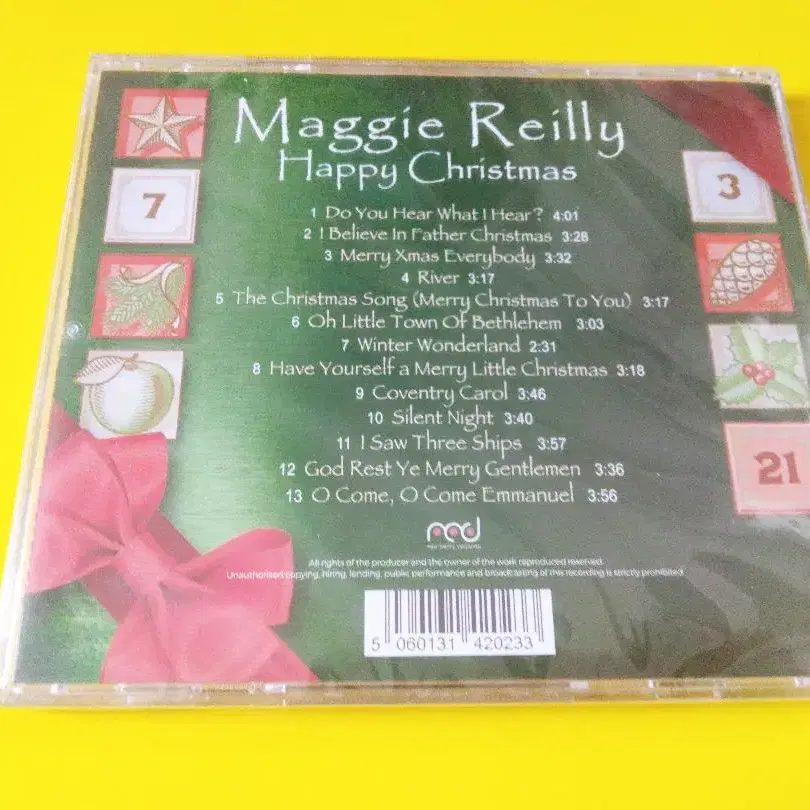 Maggie Reilly
Happy Christmas
7
3
21
1 Do You Hear What I Hear? 4:01
2 I Believe In Father Christmas 3:28
3 Merry Xmas Everybody 3:32
4 River 3:17
5 The Christmas Song (Merry Christmas To You) 3:17
6 Oh Little Town Of Bethlehem 3:03
7 Winter Wonderland 2:31
8 Have Yourself a Merry Little Christmas 3:18
9 Coventry Carol 3:46
10 Silent Night 3:40
11 I Saw Three Ships 3:57
12 God Rest Ye Merry Gentlemen 3:36
13 O Come, O Come Emmanuel 3:56
All rights of the producer and the owner of the work reproduced reserved.
Unauthorised copying, hiring, lending, public performance and broadcasting of this recording is strictly prohibited
5 060131 420233